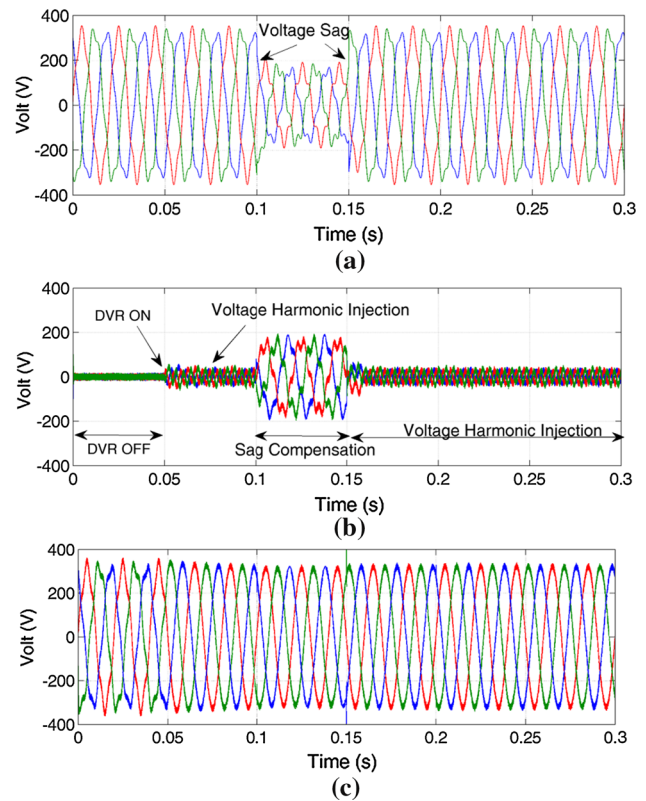 400
200
0
-200
-400
Volt (V)
Voltage Sag
0
0.05
0.1
0.15
0.2
0.25
0.3
Time (s)
(a)
400
200
0
-200
-400
Volt (V)
DVR ON
Voltage Harmonic Injection
DVR OFF
Sag Compensation
Voltage Harmonic Injection
0
0.05
0.1
0.15
0.2
0.25
0.3
Time (s)
(b)
400
200
0
-200
-400
Volt (V)
0
0.05
0.1
0.15
0.2
0.25
0.3
Time (s)
(c)